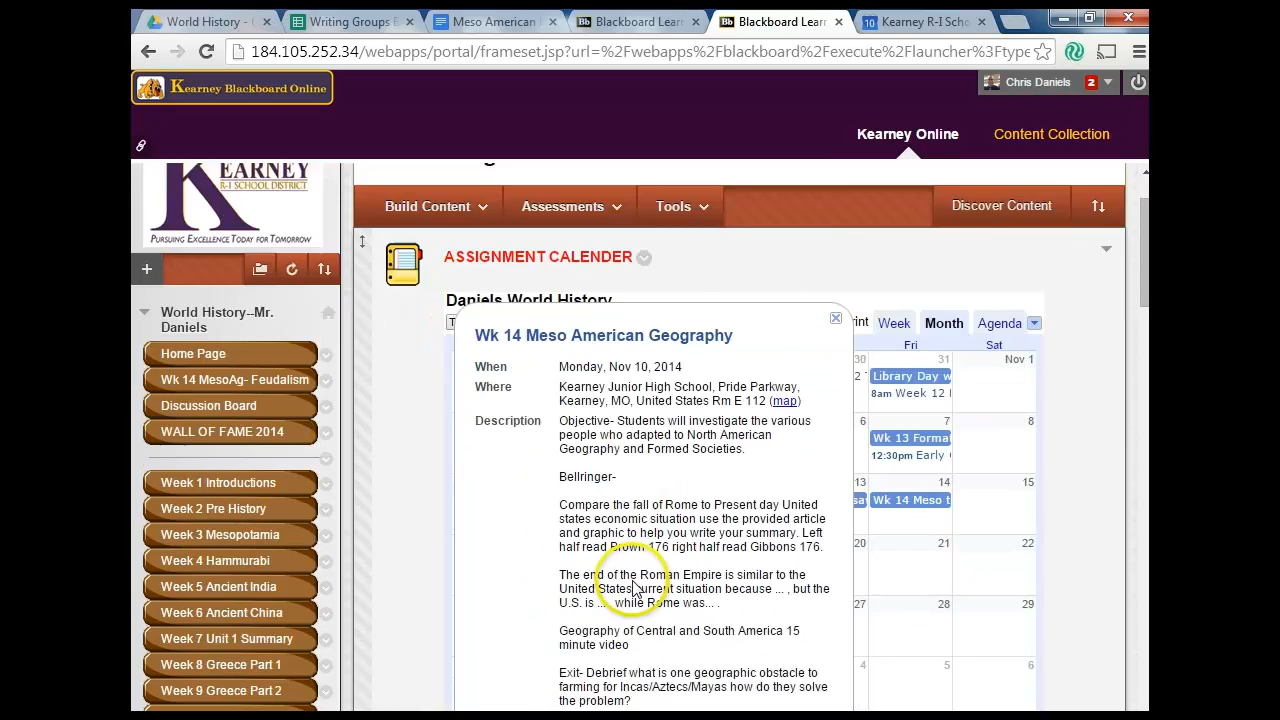 World History -
Writing Groups
Meso American
Blackboard Lear
Blackboard Lear
Kearney R-I Scho
184.105.252.34/webapps/portal/frameset.jsp?url=%2Fwebapps%2Fblackboard%2Fexecute%2Flauncher%3Ftype
Kearney Blackboard Online
Chris Daniels 2
Kearney Online
Content Collection
KEARNEY
R-I SCHOOL DISTRICT
PURSUING EXCELLENCE TODAY FOR TOMORROW
Build Content
Assessments
Tools
Discover Content
ASSIGNMENT CALENDER
Daniels World History
Week
Month
Agenda
Fri
Sat
World History--Mr.
Daniels
Home Page
Wk 14 MesoAg- Feudalism
Discussion Board
WALL OF FAME 2014
Week 1 Introductions
Week 2 Pre History
Week 3 Mesopotamia
Week 4 Hammurabi
Week 5 Ancient India
Week 6 Ancient China
Week 7 Unit 1 Summary
Week 8 Greece Part 1
Week 9 Greece Part 2
Wk 14 Meso American Geography
When Monday, Nov 10, 2014
Where Kearney Junior High School, Pride Parkway,
Kearney, MO, United States Rm E 112 (map)
Description Objective- Students will investigate the various
people who adapted to North American
Geography and Formed Societies.
Bellringer-
Compare the fall of Rome to Present day United
states economic situation use the provided article
and graphic to help you write your summary. Left
half read Brown 176 right half read Gibbons 176.
The end of the Roman Empire is similar to the
United States current situation because ... , but the
U.S. is ... while Rome was... .
Geography of Central and South America 15
minute video
Exit- Debrief what is one geographic obstacle to
farming for Incas/Aztecs/Mayas how do they solve
the problem?
30 31 Nov 1
Library Day w
8am Week 12
6 7 8
Wk 13 Forma
12:30pm Early
13 14 15
Wk 14 Meso t
20 21 22
27 28 29
4 5 6